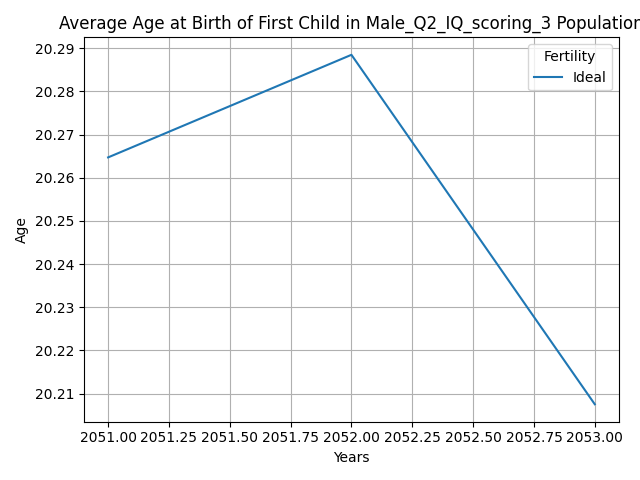 Average Age at Birth of First Child in Male_Q2_IQ_scoring_3 Population
Fertility
Ideal
Age
20.29
20.28
20.27
20.26
20.25
20.24
20.23
20.22
20.21
2051.00 2051.25 2051.50 2051.75 2052.00 2052.25 2052.50 2052.75 2053.00
Years